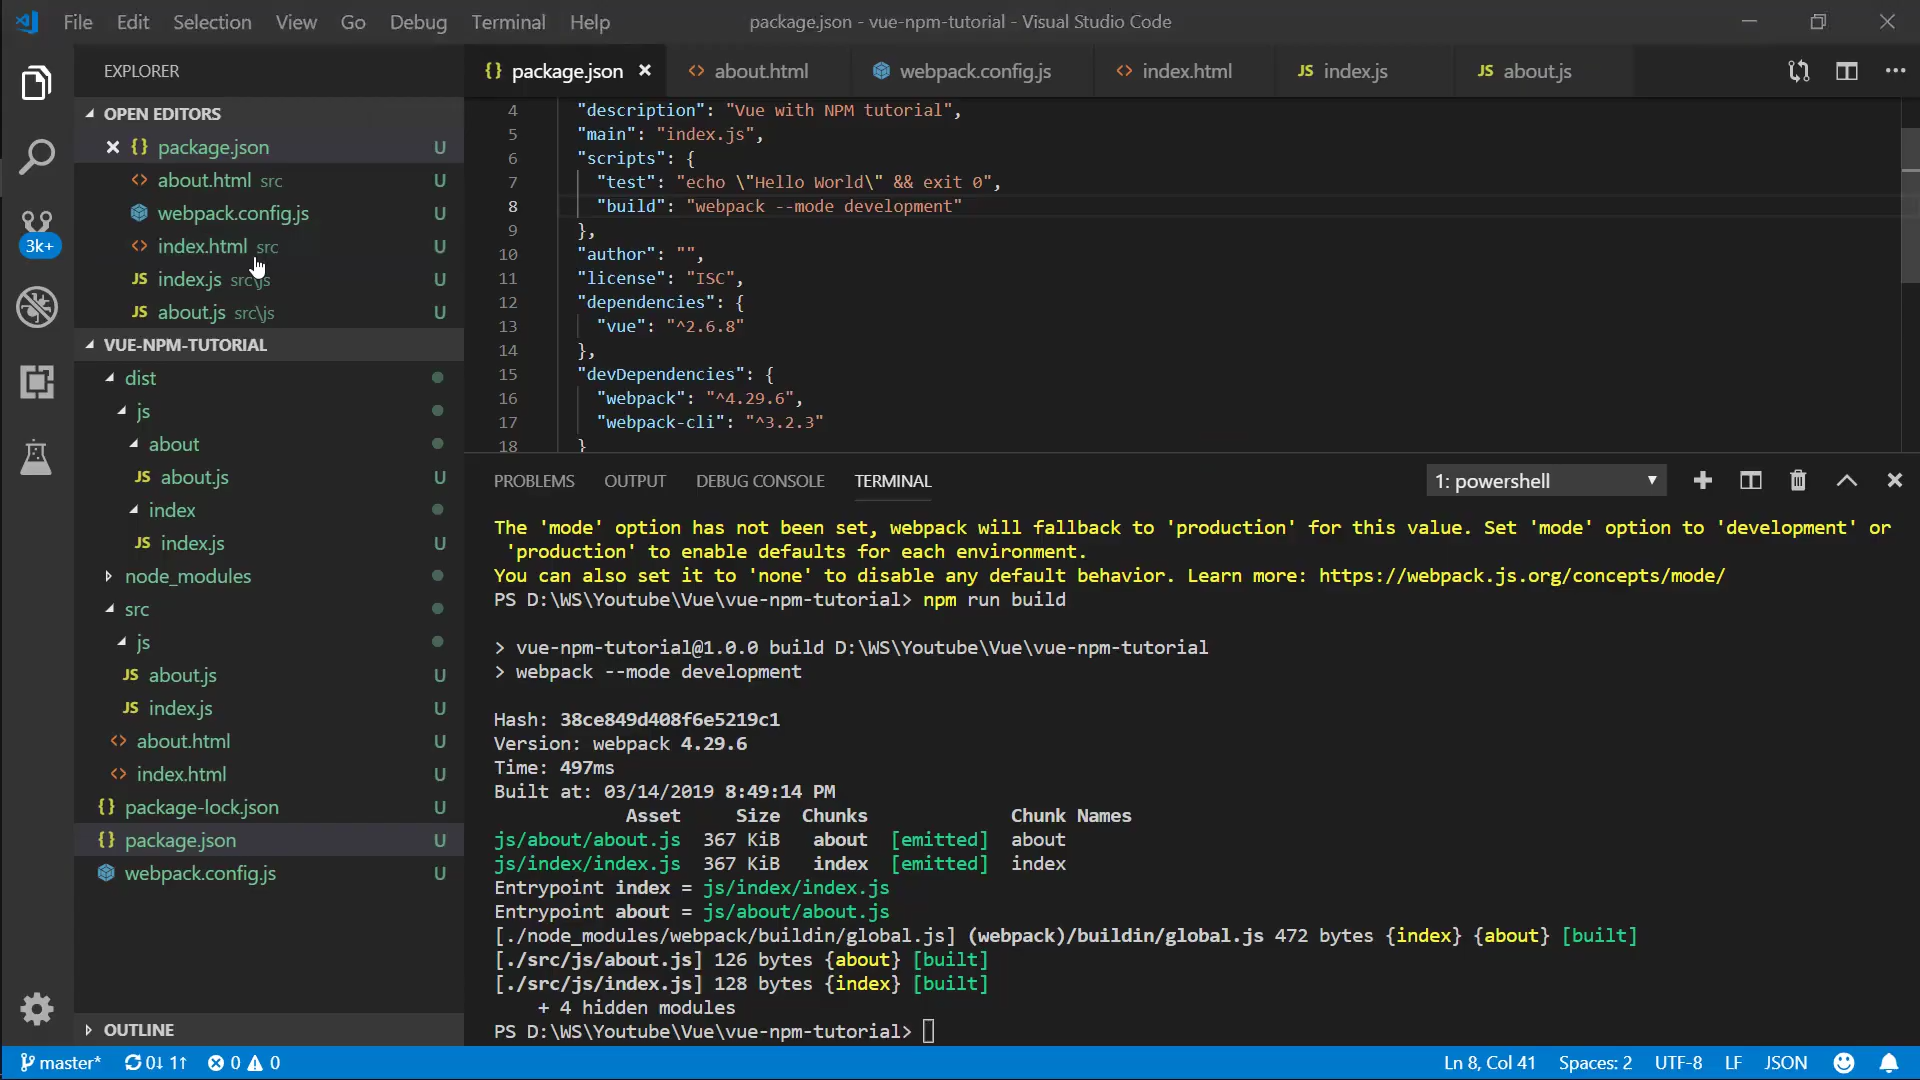 File Edit Selection View Go Debug Terminal Help
package.json - vue-npm-tutorial - Visual Studio Code
EXPLORER
OPEN EDITORS
{} package.json U
<> about.html src U
webpack.config.js U
<> index.html src U
JS index.js src\js U
JS about.js src\js U
3k+
VUE-NPM-TUTORIAL
dist
js
about
JS about.js U
index
JS index.js U
node_modules
src
js
JS about.js U
JS index.js U
<> about.html U
<> index.html U
{} package-lock.json U
{} package.json U
webpack.config.js U
OUTLINE
{} package.json <> about.html webpack.config.js <> index.html JS index.js JS about.js
4 "description": "Vue with NPM tutorial",
5 "main": "index.js",
6 "scripts": {
7 "test": "echo \"Hello World\" && exit 0",
8 "build": "webpack --mode development"
9 },
10 "author": "",
11 "license": "ISC",
12 "dependencies": {
13 "vue": "^2.6.8"
14 },
15 "devDependencies": {
16 "webpack": "^4.29.6",
17 "webpack-cli": "^3.2.3"
18 }
PROBLEMS OUTPUT DEBUG CONSOLE TERMINAL 1: powershell
The 'mode' option has not been set, webpack will fallback to 'production' for this value. Set 'mode' option to 'development' or
'production' to enable defaults for each environment.
You can also set it to 'none' to disable any default behavior. Learn more: https://webpack.js.org/concepts/mode/
PS D:\WS\Youtube\Vue\vue-npm-tutorial> npm run build
> vue-npm-tutorial@1.0.0 build D:\WS\Youtube\Vue\vue-npm-tutorial
> webpack --mode development
Hash: 38ce849d408f6e5219c1
Version: webpack 4.29.6
Time: 497ms
Built at: 03/14/2019 8:49:14 PM
Asset Size Chunks Chunk Names
js/about/about.js 367 KiB about [emitted] about
js/index/index.js 367 KiB index [emitted] index
Entrypoint index = js/index/index.js
Entrypoint about = js/about/about.js
[./node_modules/webpack/buildin/global.js] (webpack)/buildin/global.js 472 bytes {index} {about} [built]
[./src/js/about.js] 126 bytes {about} [built]
[./src/js/index.js] 128 bytes {index} [built]
+ 4 hidden modules
PS D:\WS\Youtube\Vue\vue-npm-tutorial>
master* 0↓ 1↑ 0 0 Ln 8, Col 41 Spaces: 2 UTF-8 LF JSON